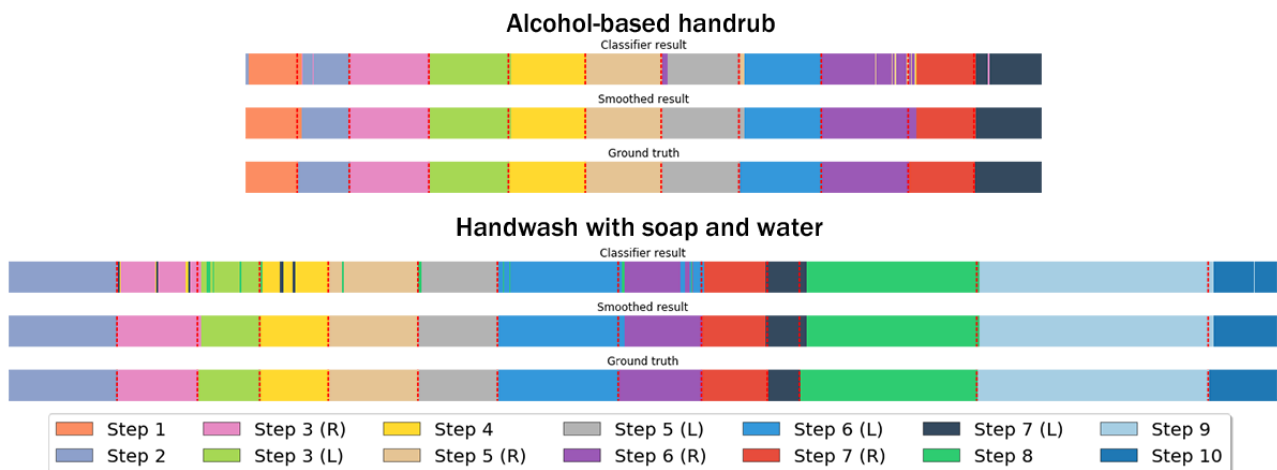 Alcohol-based handrub
Classifier result
Smoothed result
Ground truth
Handwash with soap and water
Classifier result
Smoothed result
Ground truth
Step 1 Step 3 (R) Step 4 Step 5 (L) Step 6 (L) Step 7 (L) Step 9
Step 2 Step 3 (L) Step 5 (R) Step 6 (R) Step 7 (R) Step 8 Step 10